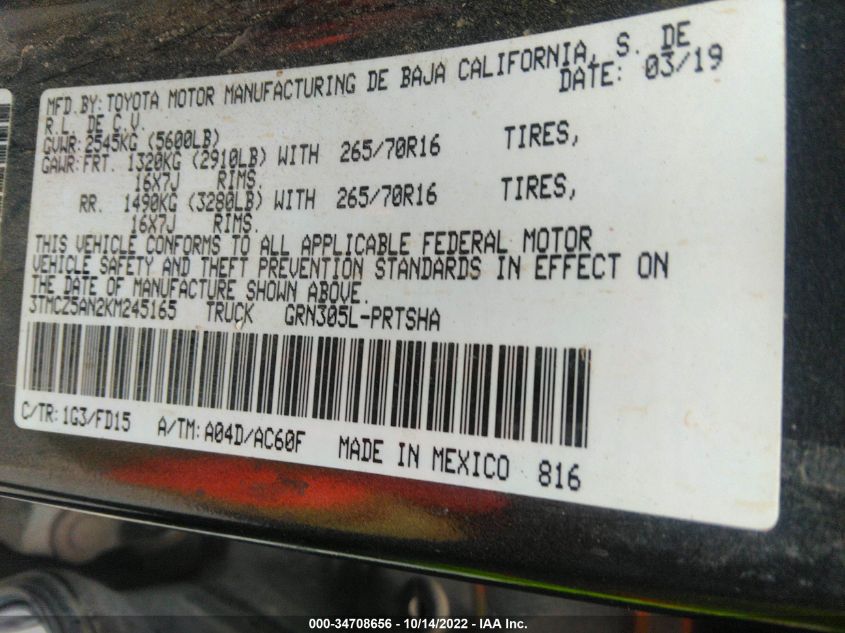 MFD. BY: TOYOTA MOTOR MANUFACTURING DE BAJA CALIFORNIA, S. DE
R.L. DE C.V. DATE: 03/19
GVWR: 2545KG (5600LB)
GAWR: FRT. 1320KG (2910LB) WITH 265/70R16 TIRES,
16X7J RIMS.
RR. 1490KG (3280LB) WITH 265/70R16 TIRES,
16X7J RIMS.
THIS VEHICLE CONFORMS TO ALL APPLICABLE FEDERAL MOTOR
VEHICLE SAFETY AND THEFT PREVENTION STANDARDS IN EFFECT ON
THE DATE OF MANUFACTURE SHOWN ABOVE.
3TMCZ5AN2KM245165 TRUCK GRN305L-PRTSHA
C/TR: 1G3/FD15 A/TM: A04D/AC60F MADE IN MEXICO 816
000-34708656 - 10/14/2022 - IAA Inc.